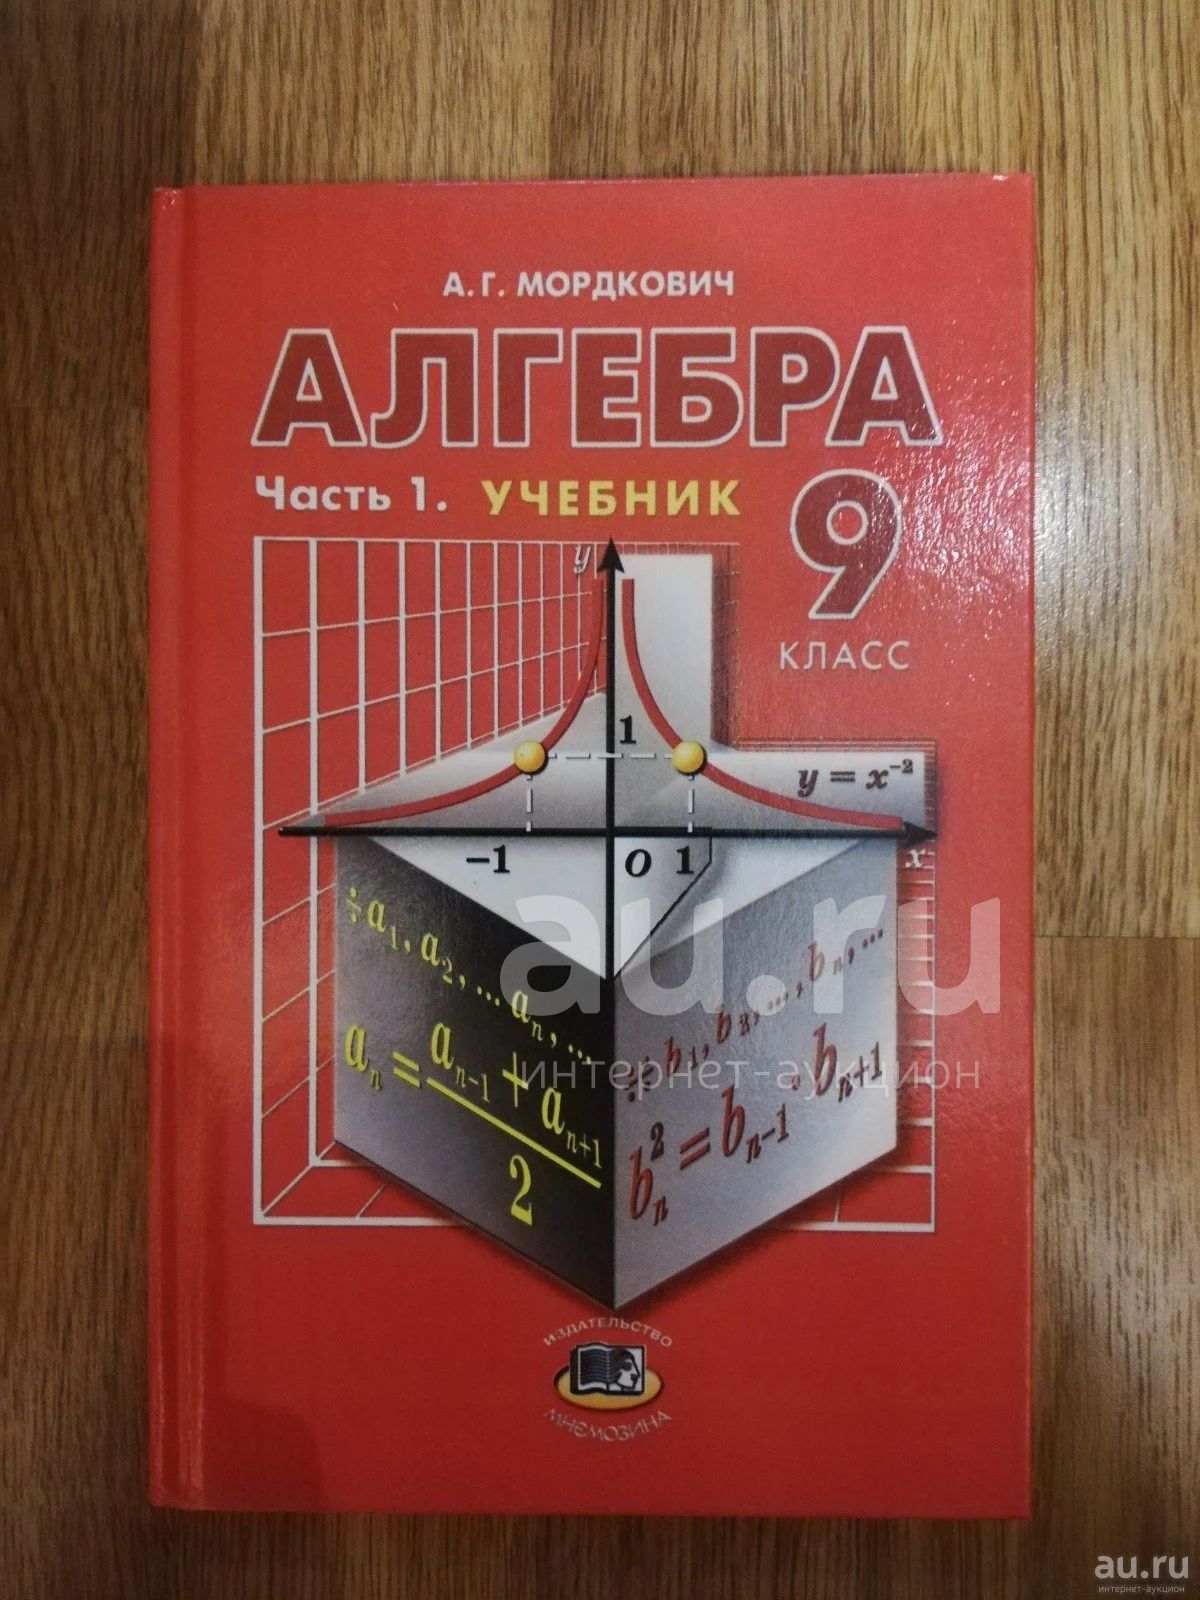 А. Г. МОРДКОВИЧ
АЛГЕБРА
Часть 1. УЧЕБНИК
9
КЛАСС
y
1
y = x⁻²
−1
0
1
x
÷ a₁, a₂, ... aₙ, ...
aₙ = (aₙ₋₁ + aₙ₊₁) / 2
∺ b₁, b₂, ..., bₙ, ...
bₙ² = bₙ₋₁ · bₙ₊₁
au.ru
интернет-аукцион
ИЗДАТЕЛЬСТВО
МНЕМОЗИНА
au.ru
интернет-аукцион